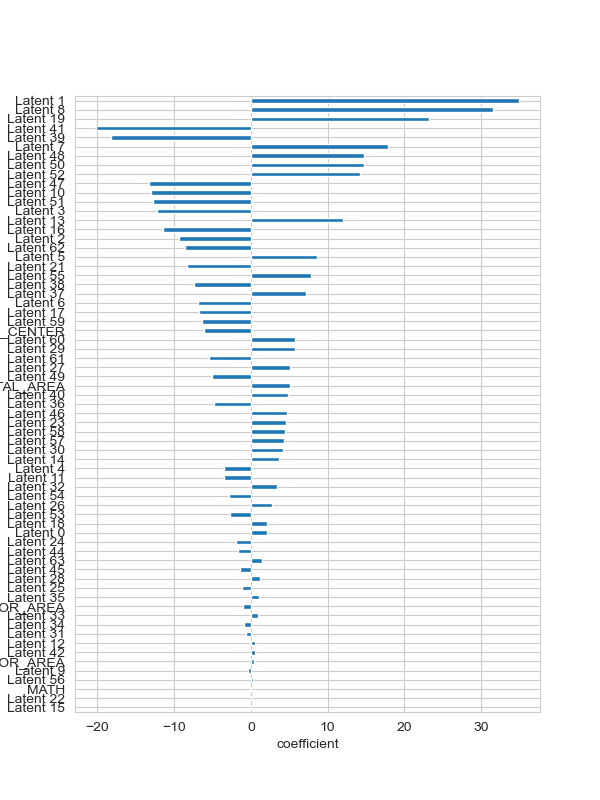 Latent 1
Latent 8
Latent 19
Latent 41
Latent 39
Latent 7
Latent 48
Latent 50
Latent 52
Latent 47
Latent 10
Latent 51
Latent 3
Latent 13
Latent 16
Latent 2
Latent 62
Latent 5
Latent 21
Latent 55
Latent 38
Latent 37
Latent 6
Latent 17
Latent 59
_CENTER
Latent 60
Latent 29
Latent 61
Latent 27
Latent 49
TAL_AREA
Latent 40
Latent 36
Latent 46
Latent 23
Latent 58
Latent 57
Latent 30
Latent 14
Latent 4
Latent 11
Latent 32
Latent 54
Latent 26
Latent 53
Latent 18
Latent 0
Latent 24
Latent 44
Latent 63
Latent 45
Latent 28
Latent 25
Latent 35
OR_AREA
Latent 33
Latent 34
Latent 31
Latent 12
Latent 42
OR_AREA
Latent 9
Latent 56
MATH
Latent 22
Latent 15
−20 −10 0 10 20 30
coefficient